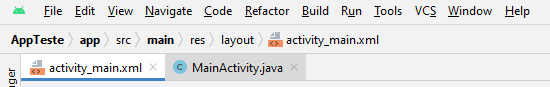 File Edit View Navigate Code Refactor Build Run Tools VCS Window Help
AppTeste app src main res layout activity_main.xml
activity_main.xml C MainActivity.java